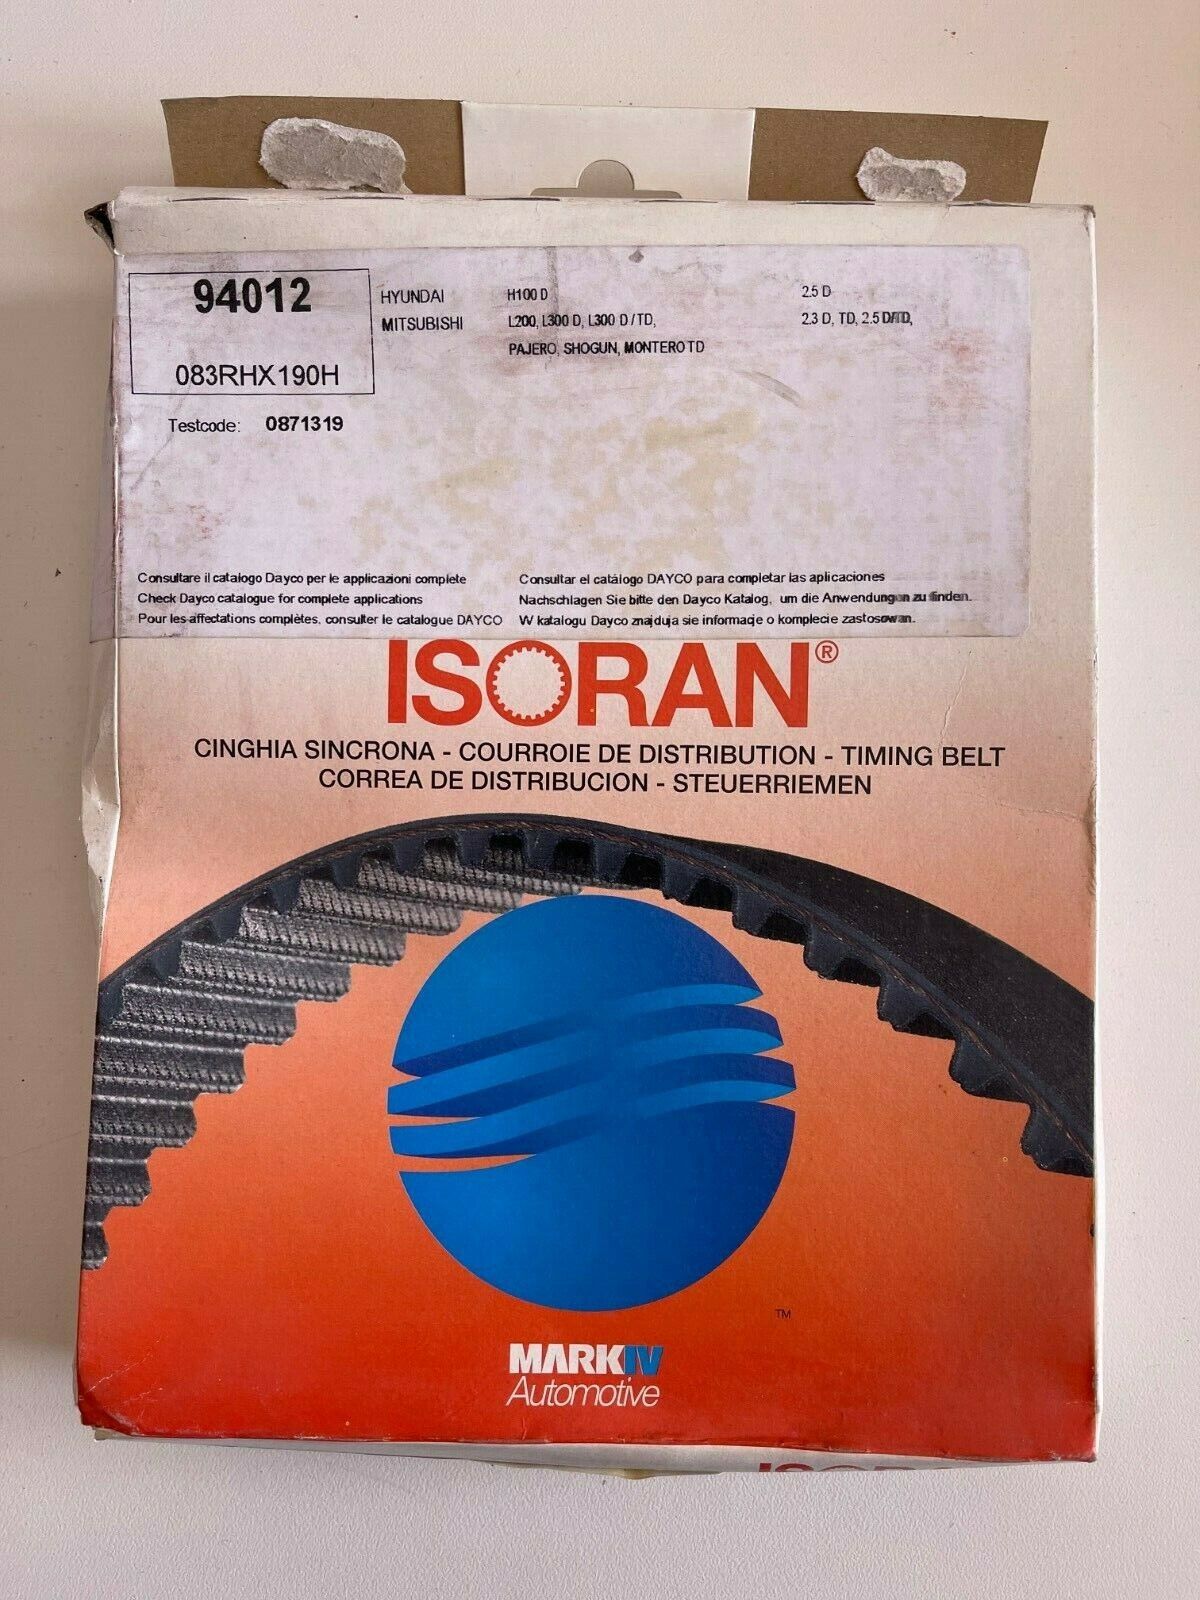 94012
083RHX190H
Testcode: 0871319
HYUNDAI H100 D 2.5 D
MITSUBISHI L200, L300 D, L300 D/TD, 2.3 D, TD, 2.5 D/TD,
PAJERO, SHOGUN, MONTERO TD
Consultare il catalogo Dayco per le applicazioni complete
Check Dayco catalogue for complete applications
Pour les affectations complètes, consulter le catalogue DAYCO
Consultar el catálogo DAYCO para completar las aplicaciones
Nachschlagen Sie bitte den Dayco Katalog, um die Anwendungen zu finden.
W katalogu Dayco znajduja sie informacje o komplecie zastosowan.
ISORAN®
CINGHIA SINCRONA - COURROIE DE DISTRIBUTION - TIMING BELT
CORREA DE DISTRIBUCION - STEUERRIEMEN
TM
MARKIV
Automotive